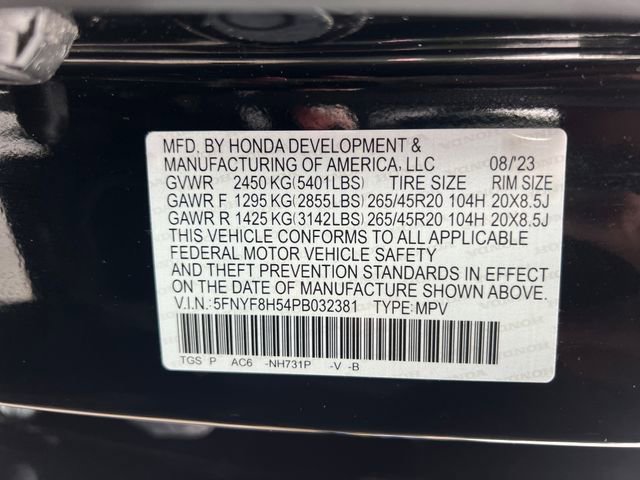 MFD. BY HONDA DEVELOPMENT &
MANUFACTURING OF AMERICA, LLC 08/'23
GVWR 2450 KG(5401LBS) TIRE SIZE RIM SIZE
GAWR F 1295 KG(2855LBS) 265/45R20 104H 20X8.5J
GAWR R 1425 KG(3142LBS) 265/45R20 104H 20X8.5J
THIS VEHICLE CONFORMS TO ALL APPLICABLE
FEDERAL MOTOR VEHICLE SAFETY
AND THEFT PREVENTION STANDARDS IN EFFECT
ON THE DATE OF MANUFACTURE SHOWN ABOVE.
V.I.N.:5FNYF8H54PB032381 TYPE:MPV
TGS P AC6 -NH731P -V -B